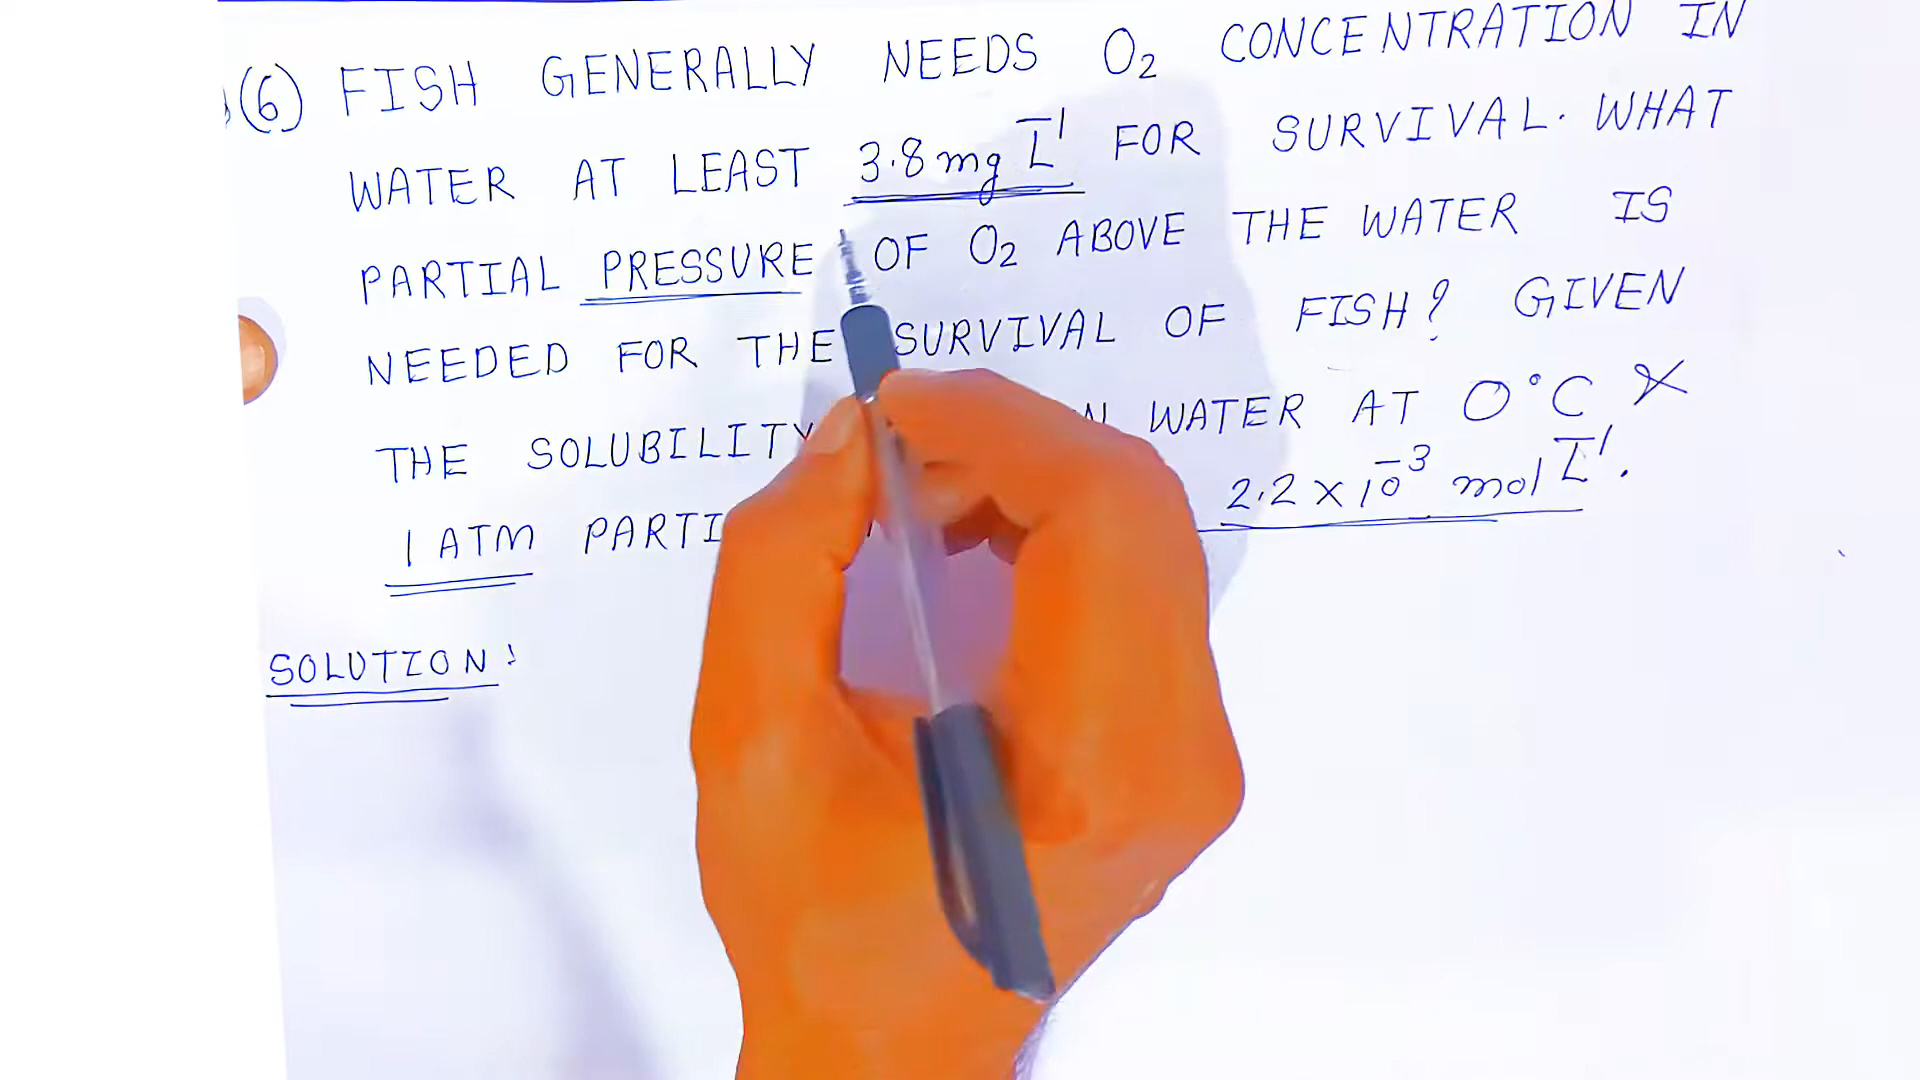 (6) FISH GENERALLY NEEDS O₂ CONCENTRATION IN
WATER AT LEAST 3.8 mg L⁻¹ FOR SURVIVAL. WHAT
PARTIAL PRESSURE OF O₂ ABOVE THE WATER IS
NEEDED FOR THE SURVIVAL OF FISH? GIVEN
THE SOLUBILITY WATER AT 0°C &
1 ATM 2.2 × 10⁻³ mol L⁻¹.
SOLUTION: